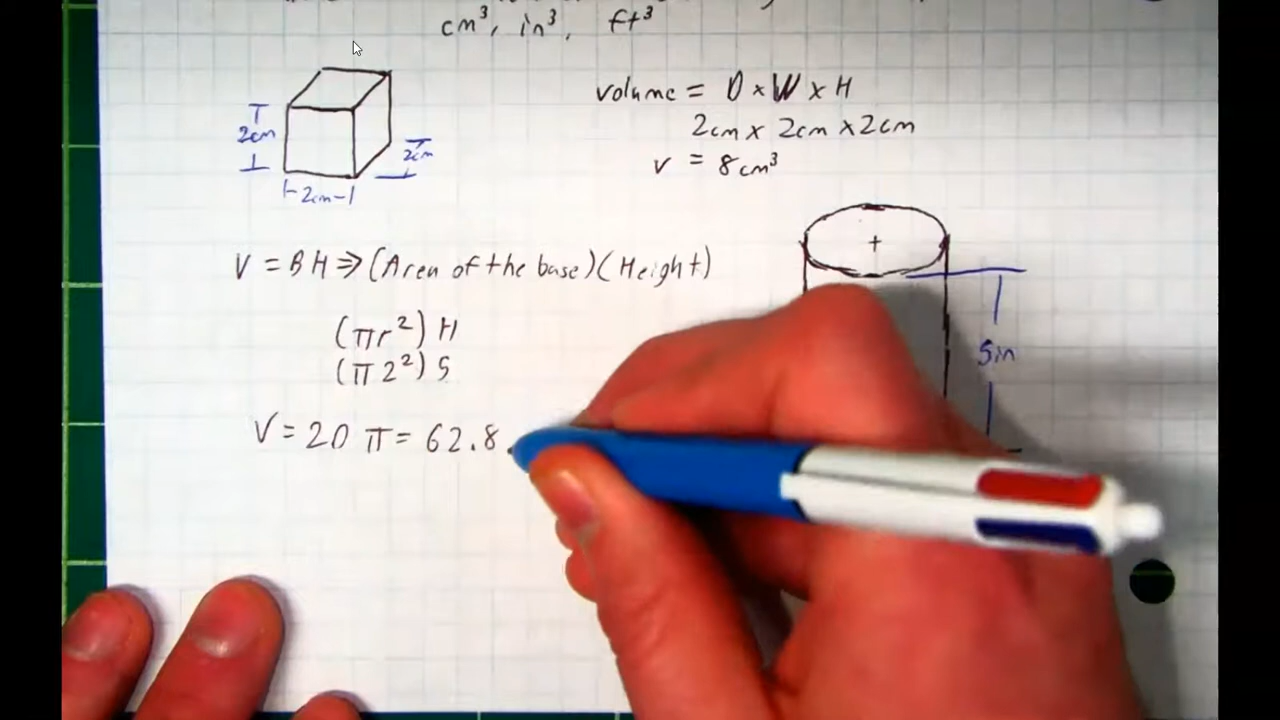 cm³, in³, ft³
volume = D x W x H
2cm x 2cm x 2cm
v = 8cm³
2cm
2cm
2cm
V = BH ⇒ (Area of the base)(Height)
(πr²) H
(π2²) 5
5in
V = 20 π = 62.8